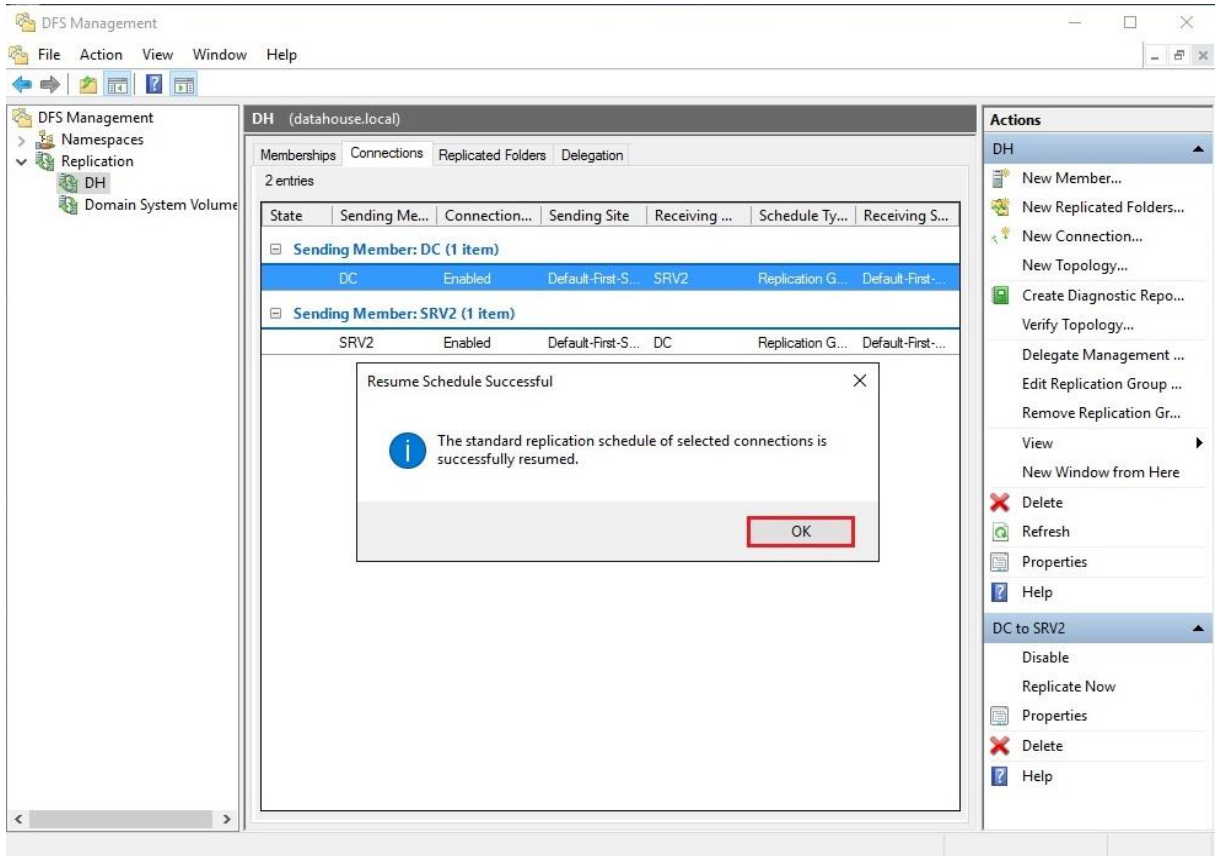 DFS Management
File Action View Window Help
DFS Management
Namespaces
Replication
DH
Domain System Volume
DH (datahouse.local)
Memberships Connections Replicated Folders Delegation
2 entries
State Sending Me... Connection... Sending Site Receiving ... Schedule Ty... Receiving S...
Sending Member: DC (1 item)
DC Enabled Default-First-S... SRV2 Replication G... Default-First-...
Sending Member: SRV2 (1 item)
SRV2 Enabled Default-First-S... DC Replication G... Default-First-...
Resume Schedule Successful
The standard replication schedule of selected connections is
successfully resumed.
OK
Actions
DH
New Member...
New Replicated Folders...
New Connection...
New Topology...
Create Diagnostic Repo...
Verify Topology...
Delegate Management ...
Edit Replication Group ...
Remove Replication Gr...
View
New Window from Here
Delete
Refresh
Properties
Help
DC to SRV2
Disable
Replicate Now
Properties
Delete
Help